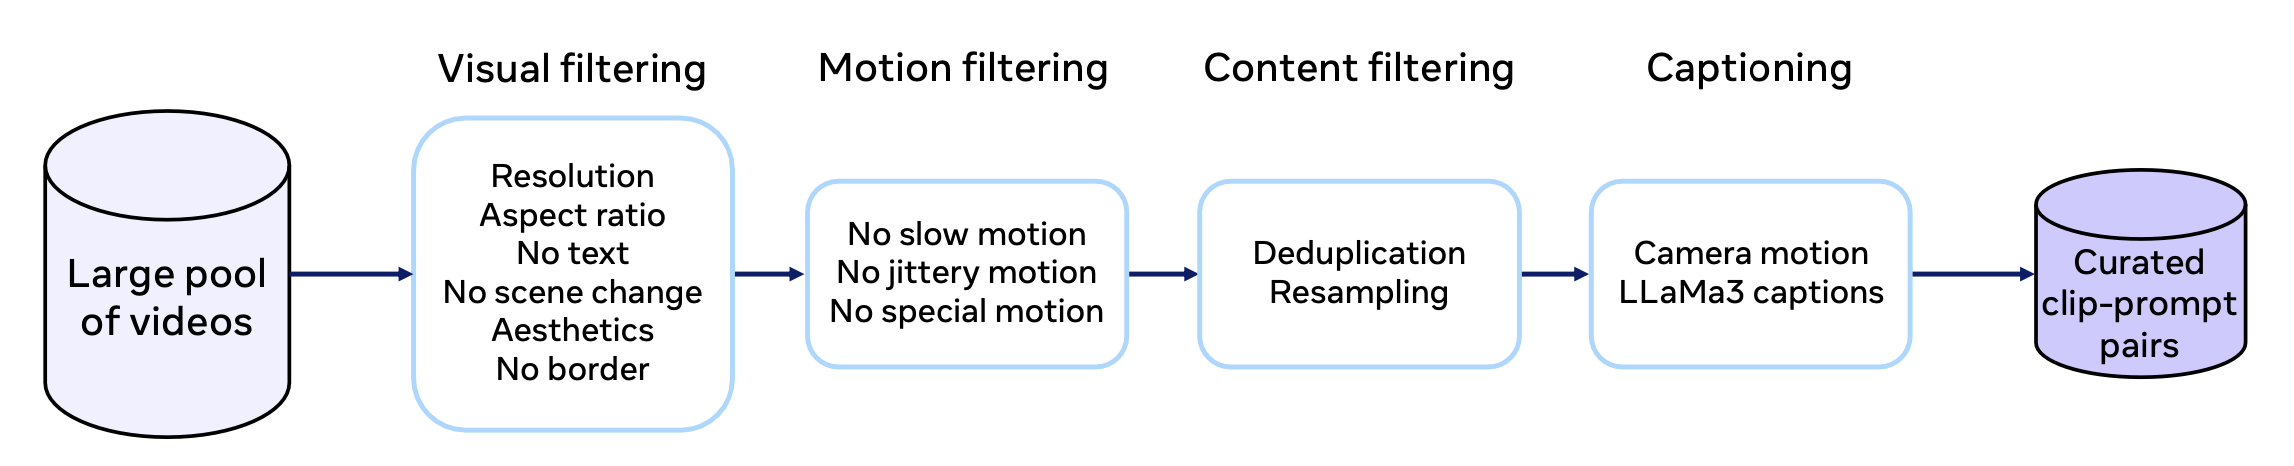 Visual filtering
Motion filtering
Content filtering
Captioning
Large pool
of videos
Resolution
Aspect ratio
No text
No scene change
Aesthetics
No border
No slow motion
No jittery motion
No special motion
Deduplication
Resampling
Camera motion
LLaMa3 captions
Curated
clip-prompt
pairs